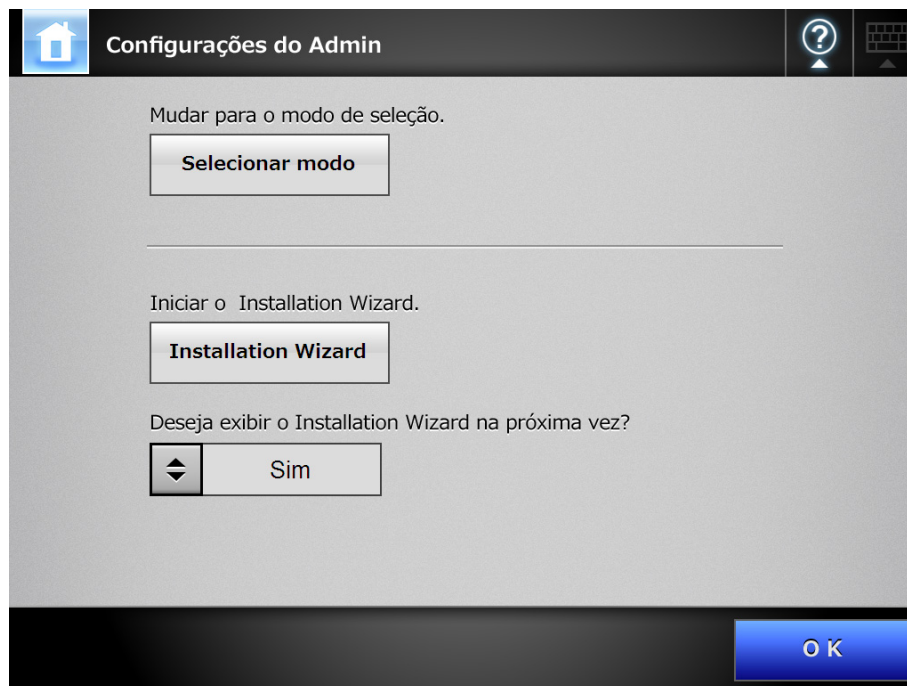 Configurações do Admin
?
Mudar para o modo de seleção.
Selecionar modo
Iniciar o  Installation Wizard.
Installation Wizard
Deseja exibir o Installation Wizard na próxima vez?
Sim
O K